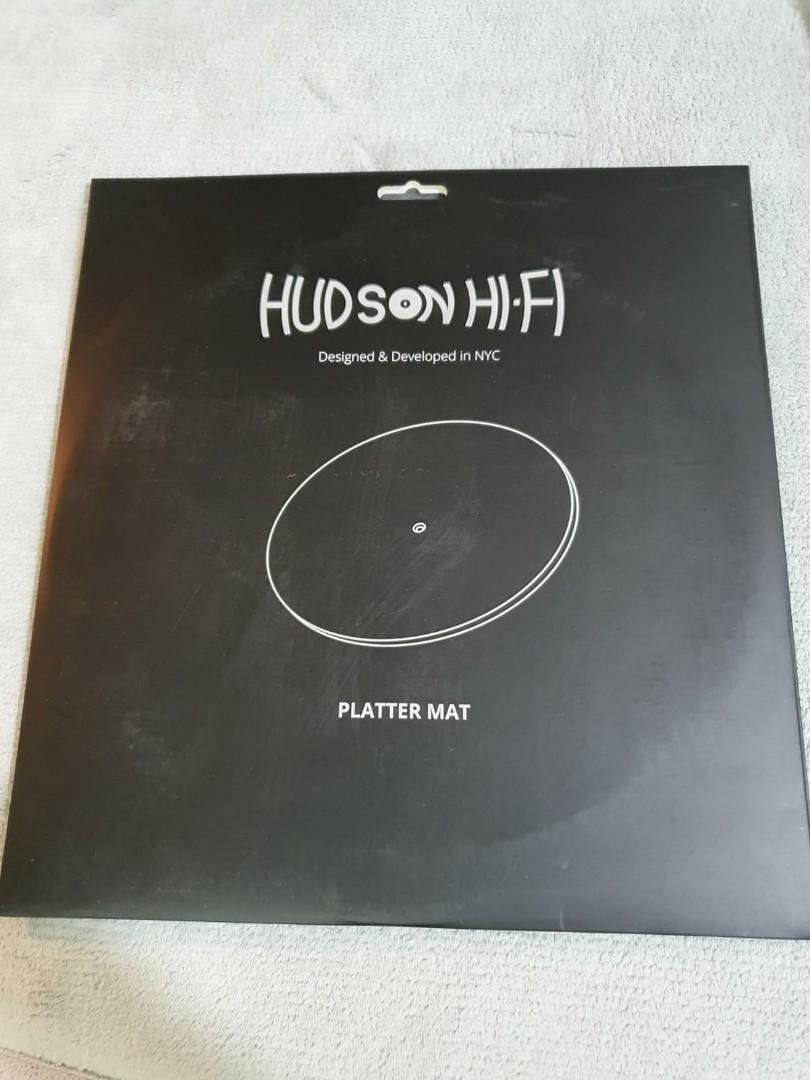 HUDSON HI-FI
Designed & Developed in NYC
PLATTER MAT